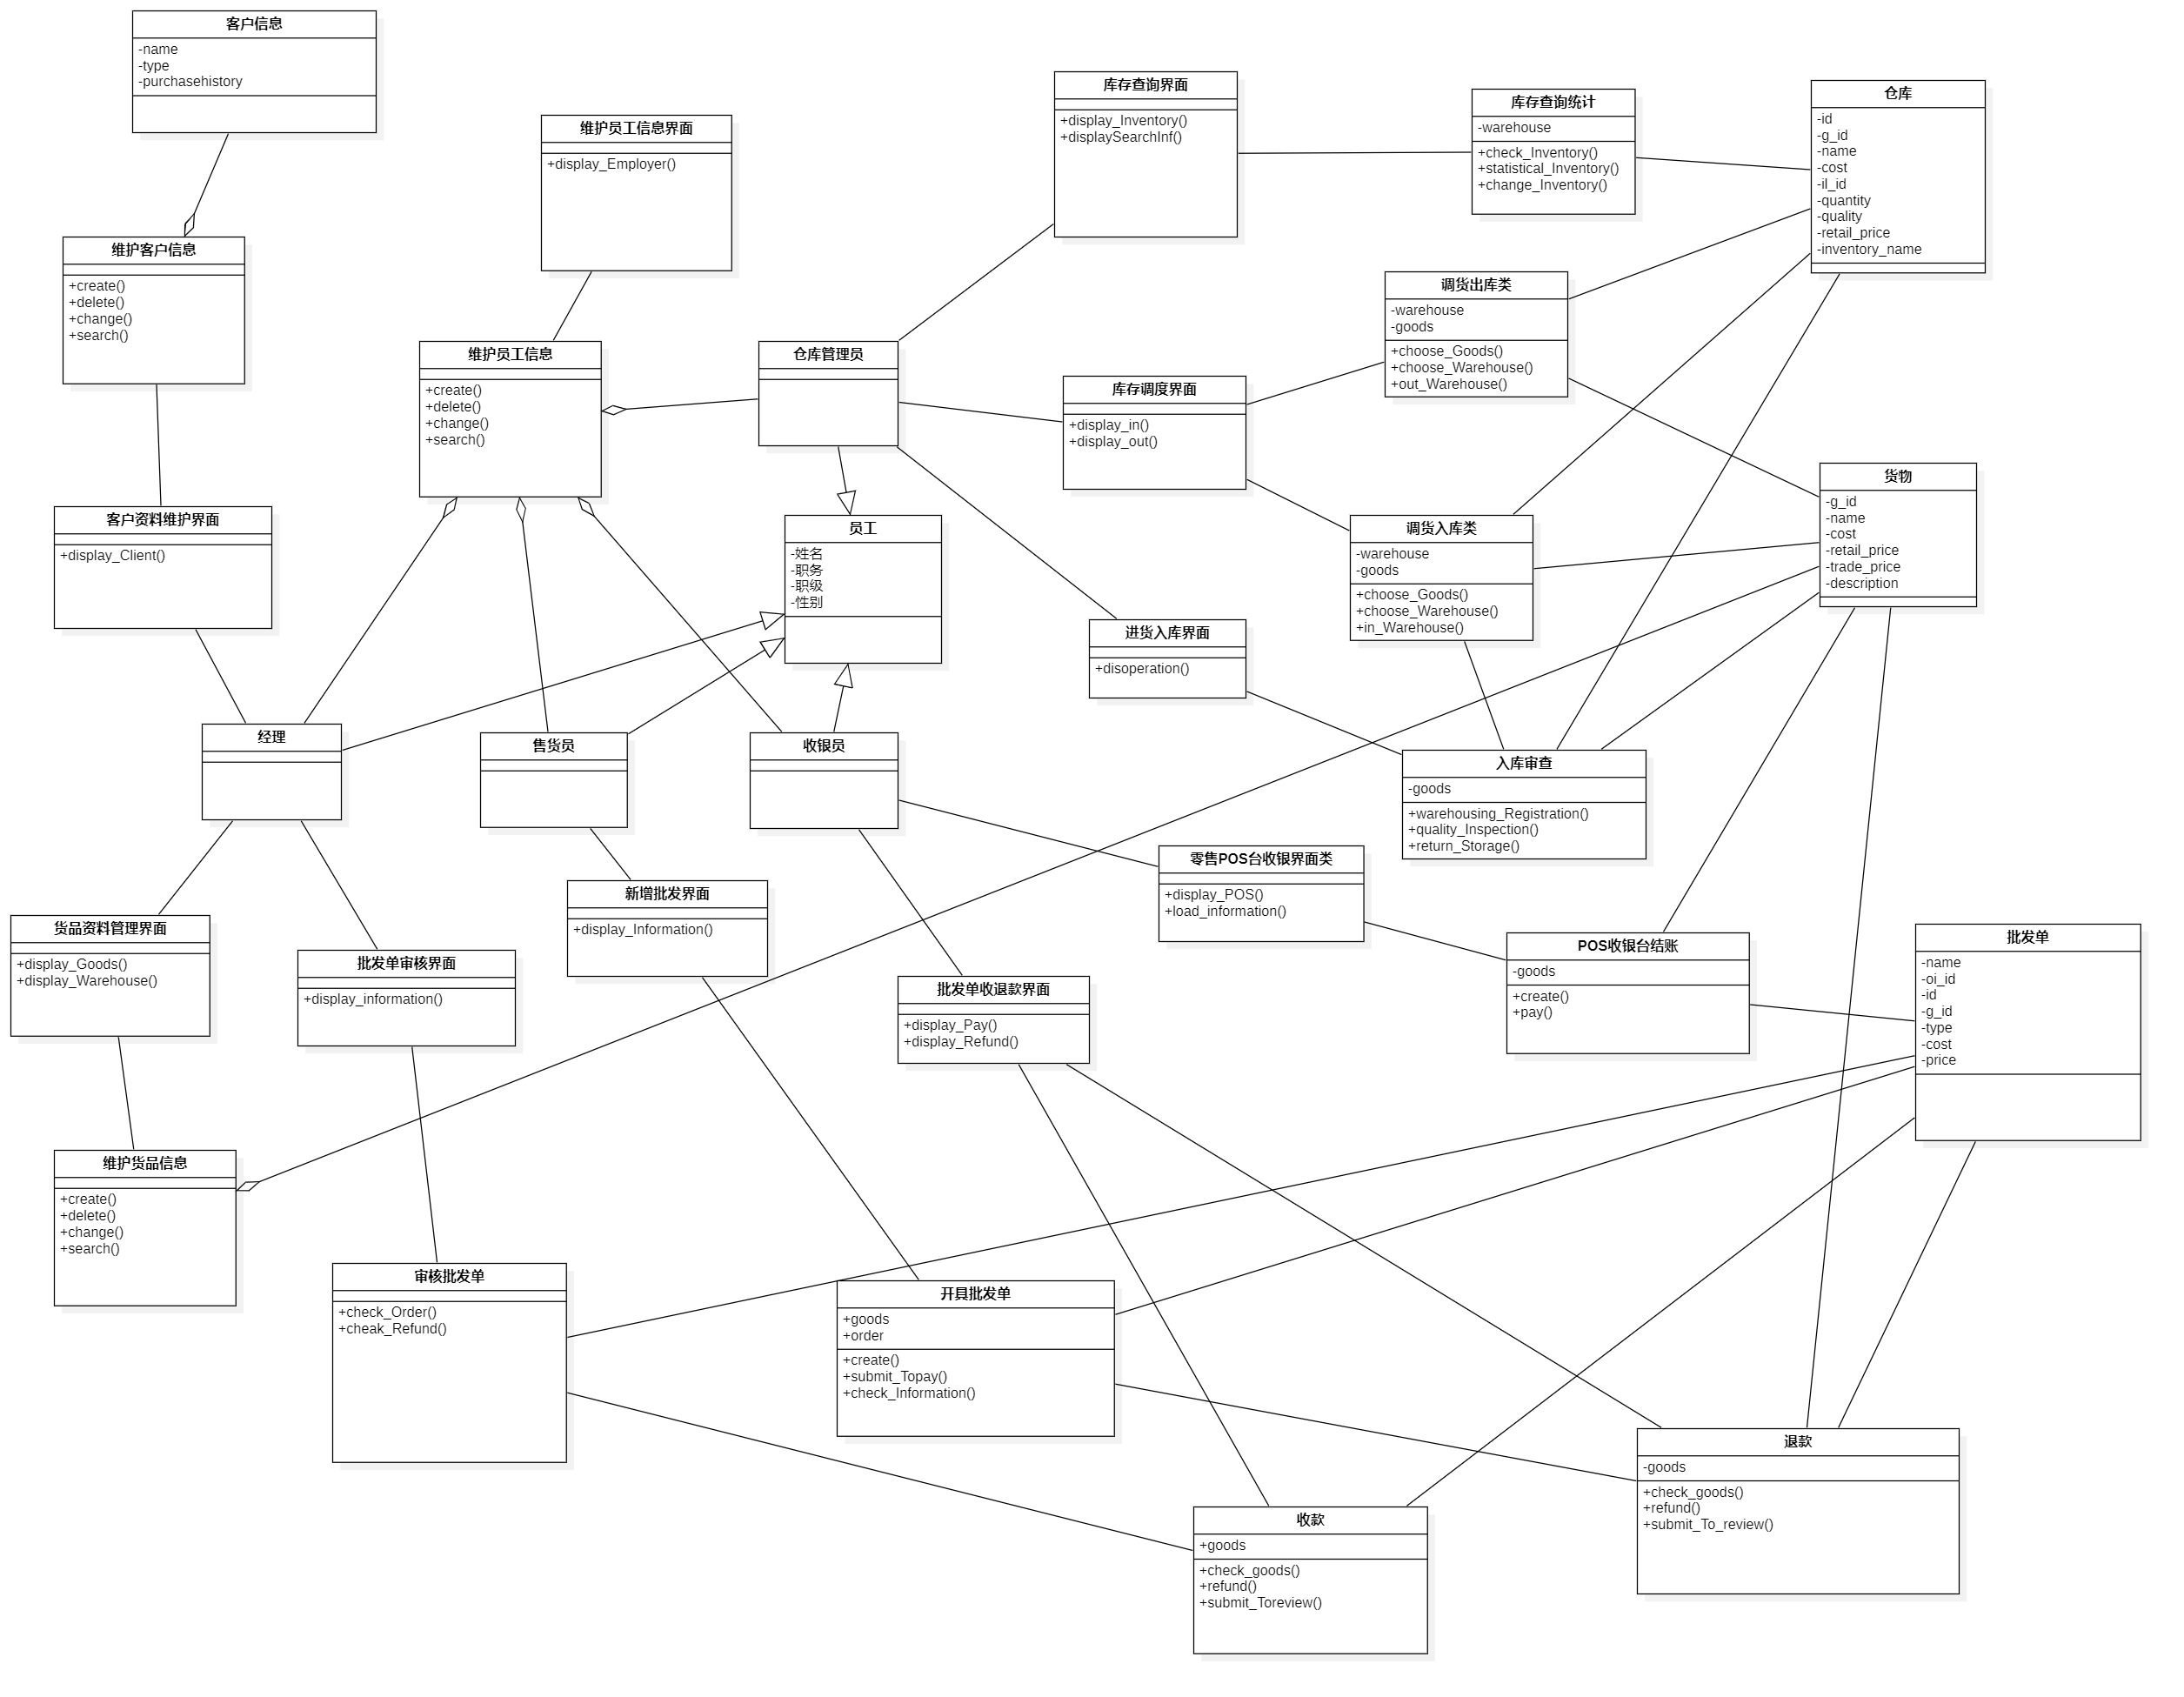 客户信息
-name
-type
-purchasehistory
维护客户信息
+create()
+delete()
+change()
+search()
客户资料维护界面
+display_Client()
维护员工信息界面
+display_Employer()
维护员工信息
+create()
+delete()
+change()
+search()
仓库管理员
员工
-姓名
-职务
-职级
-性别
经理
售货员
收银员
库存查询界面
+display_Inventory()
+displaySearchInf()
库存查询统计
-warehouse
+check_Inventory()
+statistical_Inventory()
+change_Inventory()
仓库
-id
-g_id
-name
-cost
-il_id
-quantity
-quality
-retail_price
-inventory_name
调货出库类
-warehouse
-goods
+choose_Goods()
+choose_Warehouse()
+out_Warehouse()
库存调度界面
+display_in()
+display_out()
调货入库类
-warehouse
-goods
+choose_Goods()
+choose_Warehouse()
+in_Warehouse()
货物
-g_id
-name
-cost
-retail_price
-trade_price
-description
进货入库界面
+disoperation()
入库审查
-goods
+warehousing_Registration()
+quality_Inspection()
+return_Storage()
零售POS台收银界面类
+display_POS()
+load_information()
POS收银台结账
-goods
+create()
+pay()
批发单
-name
-oi_id
-id
-g_id
-type
-cost
-price
货品资料管理界面
+display_Goods()
+display_Warehouse()
批发单审核界面
+display_information()
新增批发界面
+display_Information()
批发单收退款界面
+display_Pay()
+display_Refund()
维护货品信息
+create()
+delete()
+change()
+search()
审核批发单
+check_Order()
+cheak_Refund()
开具批发单
+goods
+order
+create()
+submit_Topay()
+check_Information()
收款
+goods
+check_goods()
+refund()
+submit_Toreview()
退款
-goods
+check_goods()
+refund()
+submit_To_review()